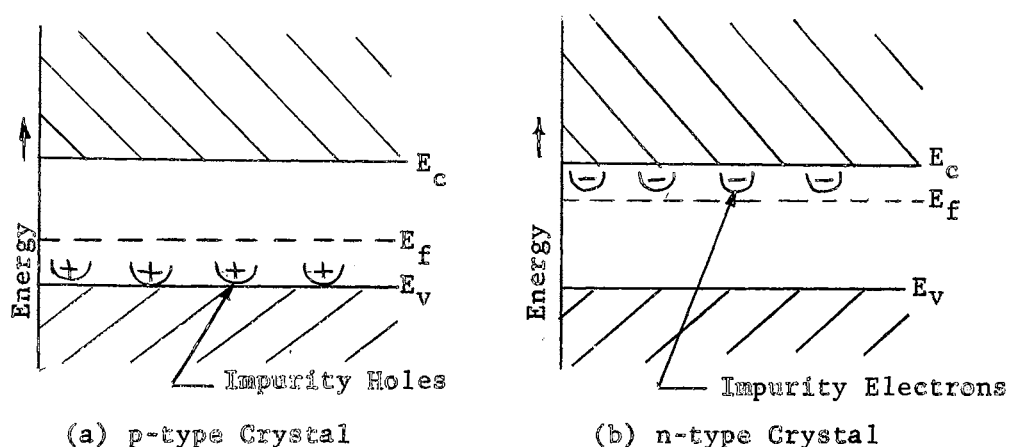 Energy
E_c
E_f
E_v
+ + + +
Impurity Holes
(a) p-type Crystal
Energy
E_c
- - - -
E_f
E_v
Impurity Electrons
(b) n-type Crystal